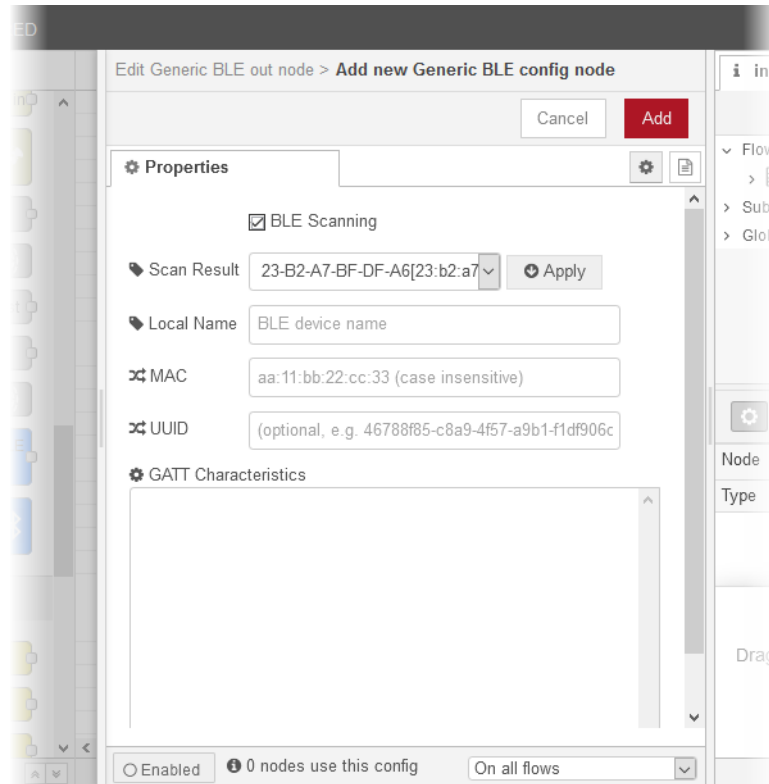 ED
Edit Generic BLE out node > Add new Generic BLE config node
i in
Cancel
Add
Properties
Flow
BLE Scanning
Sub
Glo
Scan Result
23-B2-A7-BF-DF-A6[23:b2:a7
Apply
Local Name
BLE device name
MAC
aa:11:bb:22:cc:33 (case insensitive)
UUID
(optional, e.g. 46788f85-c8a9-4f57-a9b1-f1df906c
Node
GATT Characteristics
Type
Drag
Enabled
0 nodes use this config
On all flows